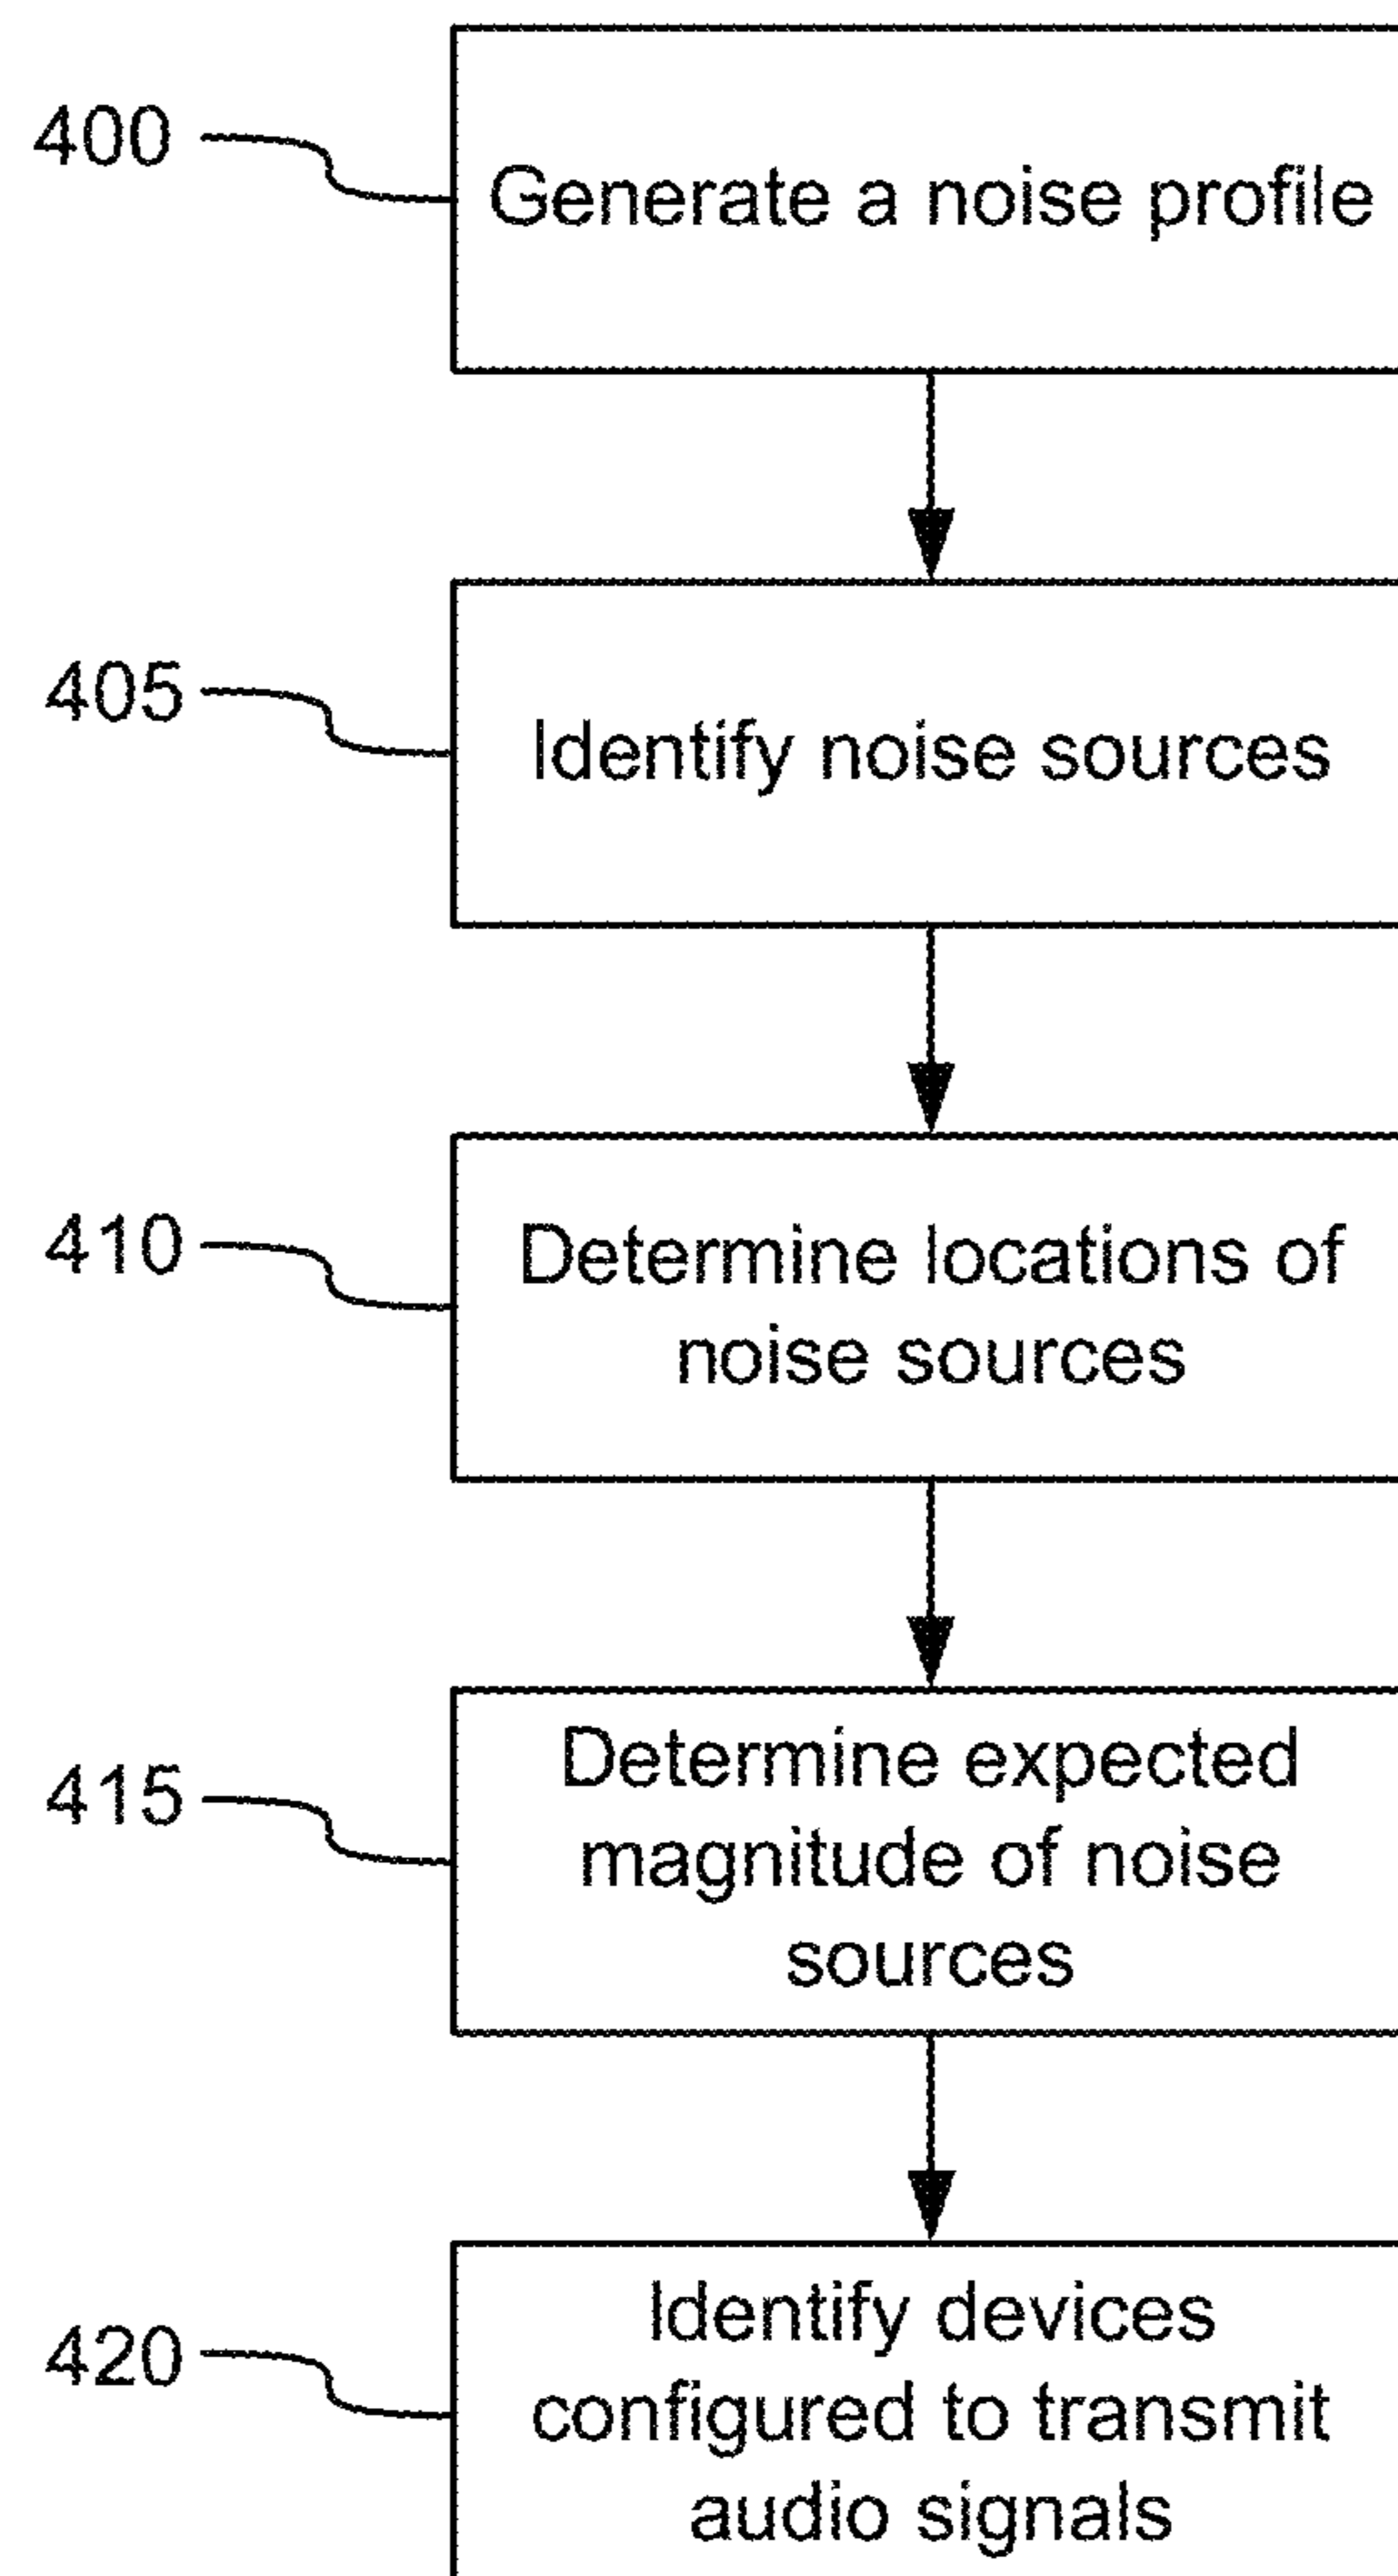 400
Generate a noise profile
405
Identify noise sources
410
Determine locations of
noise sources
415
Determine expected
magnitude of noise
sources
420
Identify devices
configured to transmit
audio signals